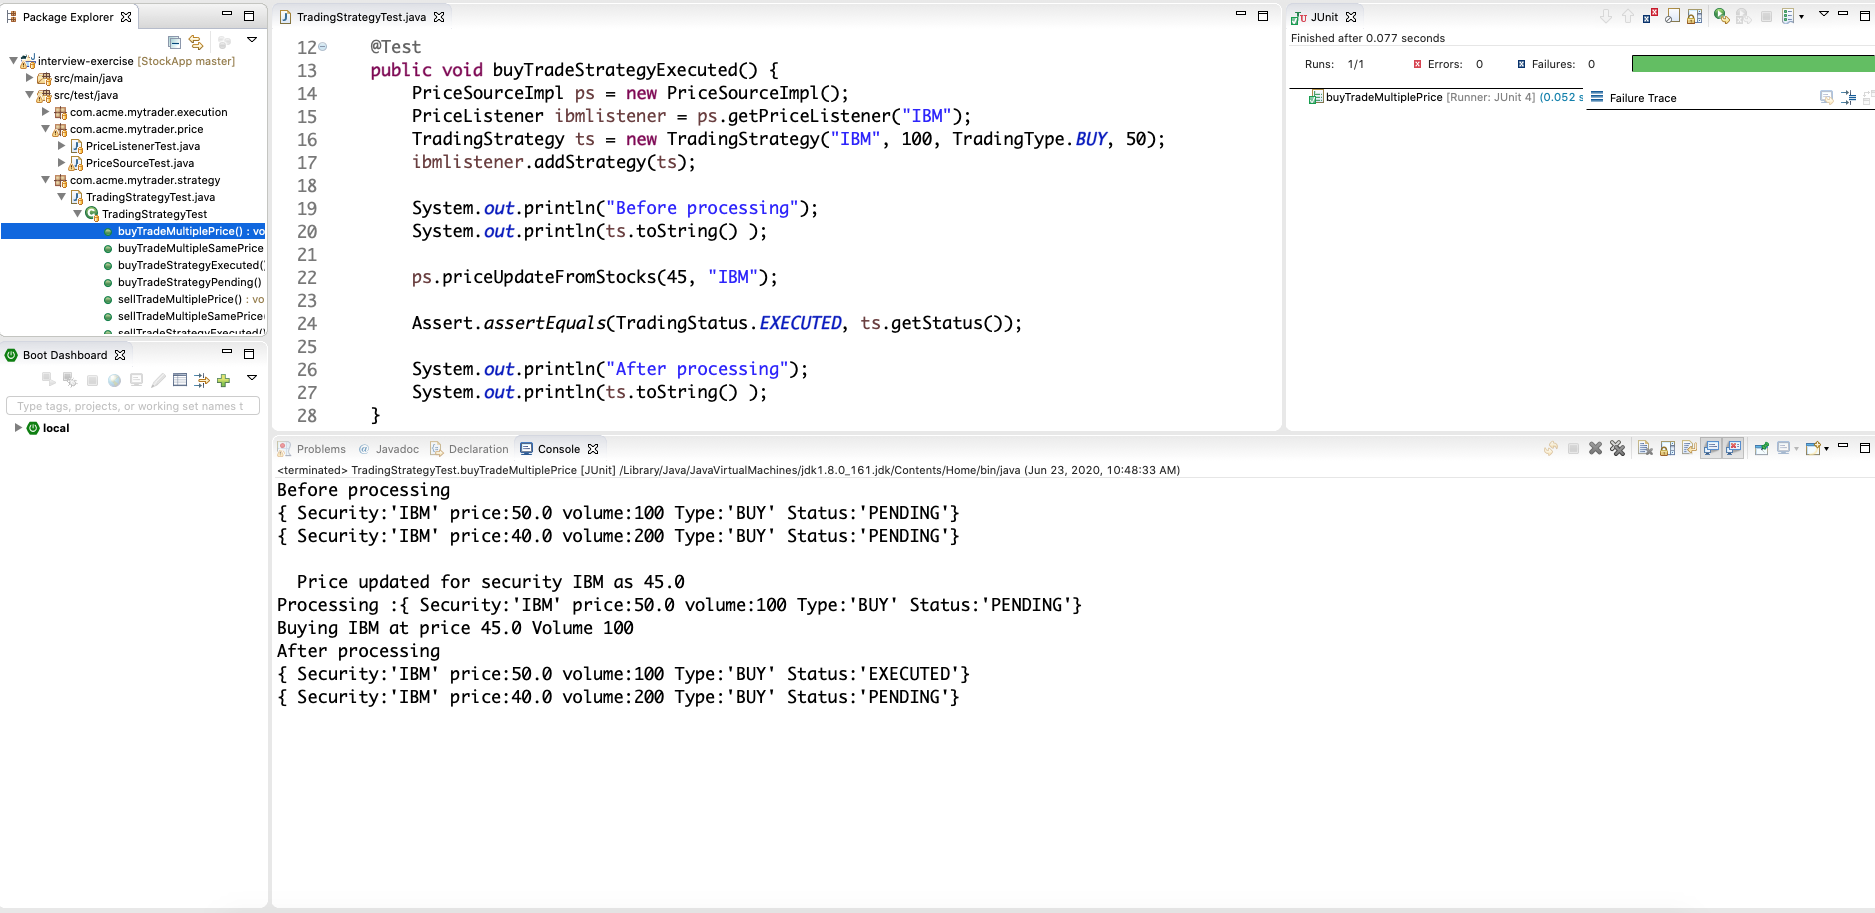 Package Explorer
interview-exercise [StockApp master]
src/main/java
src/test/java
com.acme.mytrader.execution
com.acme.mytrader.price
PriceListenerTest.java
PriceSourceTest.java
com.acme.mytrader.strategy
TradingStrategyTest.java
TradingStrategyTest
buyTradeMultiplePrice() : vo
buyTradeMultipleSamePrice
buyTradeStrategyExecuted()
buyTradeStrategyPending()
sellTradeMultiplePrice() : vo
sellTradeMultipleSamePrice
sellTradeStrategyExecuted()
Boot Dashboard
Type tags, projects, or working set names t
local
TradingStrategyTest.java
12 @Test
13 public void buyTradeStrategyExecuted() {
14 PriceSourceImpl ps = new PriceSourceImpl();
15 PriceListener ibmlistener = ps.getPriceListener("IBM");
16 TradingStrategy ts = new TradingStrategy("IBM", 100, TradingType.BUY, 50);
17 ibmlistener.addStrategy(ts);
18
19 System.out.println("Before processing");
20 System.out.println(ts.toString() );
21
22 ps.priceUpdateFromStocks(45, "IBM");
23
24 Assert.assertEquals(TradingStatus.EXECUTED, ts.getStatus());
25
26 System.out.println("After processing");
27 System.out.println(ts.toString() );
28 }
JUnit
Finished after 0.077 seconds
Runs: 1/1 Errors: 0 Failures: 0
buyTradeMultiplePrice [Runner: JUnit 4] (0.052 s
Failure Trace
Problems @ Javadoc Declaration Console
<terminated> TradingStrategyTest.buyTradeMultiplePrice [JUnit] /Library/Java/JavaVirtualMachines/jdk1.8.0_161.jdk/Contents/Home/bin/java (Jun 23, 2020, 10:48:33 AM)
Before processing
{ Security:'IBM' price:50.0 volume:100 Type:'BUY' Status:'PENDING'}
{ Security:'IBM' price:40.0 volume:200 Type:'BUY' Status:'PENDING'}
Price updated for security IBM as 45.0
Processing :{ Security:'IBM' price:50.0 volume:100 Type:'BUY' Status:'PENDING'}
Buying IBM at price 45.0 Volume 100
After processing
{ Security:'IBM' price:50.0 volume:100 Type:'BUY' Status:'EXECUTED'}
{ Security:'IBM' price:40.0 volume:200 Type:'BUY' Status:'PENDING'}